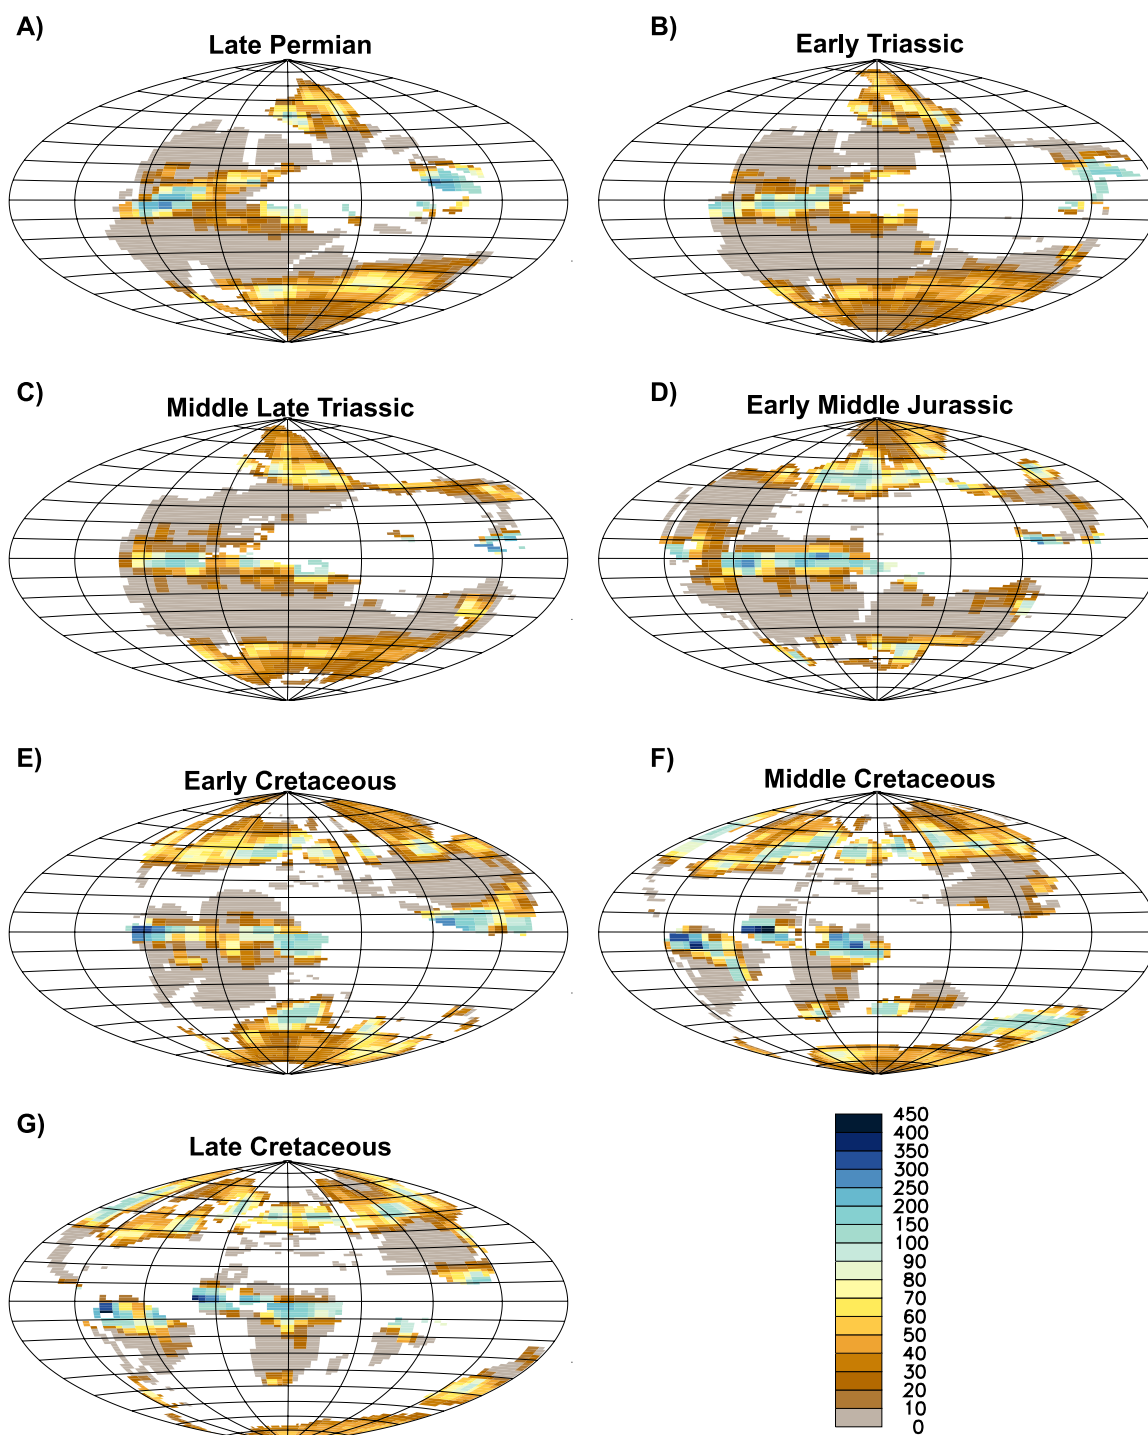 A)
Late Permian
B)
Early Triassic
C)
Middle Late Triassic
D)
Early Middle Jurassic
E)
Early Cretaceous
F)
Middle Cretaceous
G)
Late Cretaceous
450
400
350
300
250
200
150
100
90
80
70
60
50
40
30
20
10
0